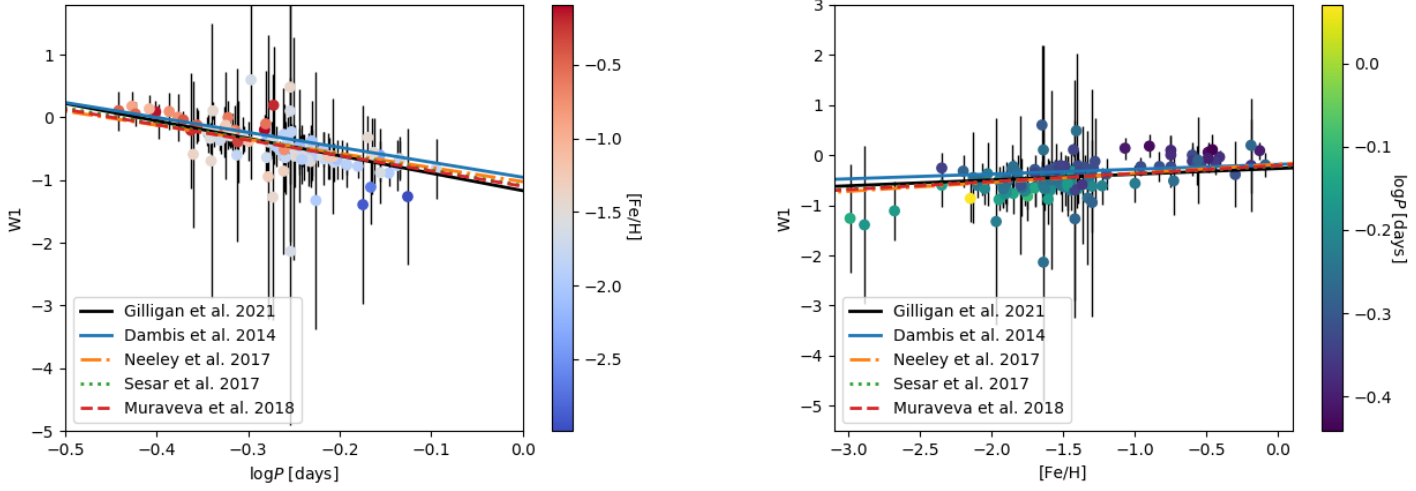 1
0
−1
−2
−3
−4
−5
W1
Gilligan et al. 2021
Dambis et al. 2014
Neeley et al. 2017
Sesar et al. 2017
Muraveva et al. 2018
−0.5
−0.4
−0.3
−0.2
−0.1
0.0
logP [days]
−0.5
−1.0
−1.5
−2.0
−2.5
[Fe/H]
3
2
1
0
−1
−2
−3
−4
−5
W1
Gilligan et al. 2021
Dambis et al. 2014
Neeley et al. 2017
Sesar et al. 2017
Muraveva et al. 2018
−3.0
−2.5
−2.0
−1.5
−1.0
−0.5
0.0
[Fe/H]
0.0
−0.1
−0.2
−0.3
−0.4
logP [days]